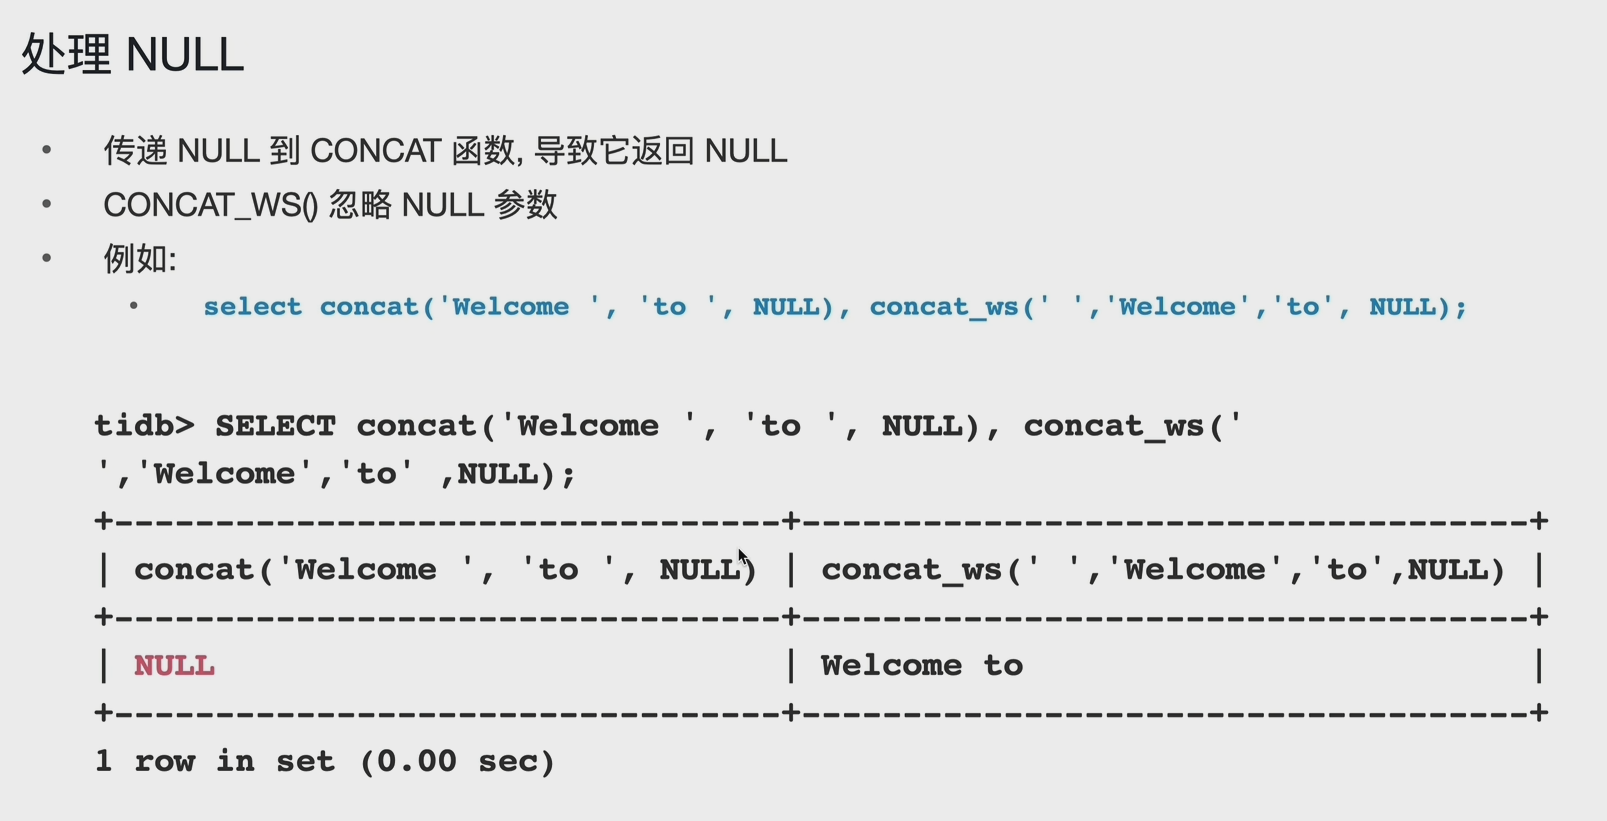 处理 NULL
• 传递 NULL 到 CONCAT 函数, 导致它返回 NULL
• CONCAT_WS() 忽略 NULL 参数
• 例如:
• select concat('Welcome ', 'to ', NULL), concat_ws(' ','Welcome','to', NULL);
tidb> SELECT concat('Welcome ', 'to ', NULL), concat_ws('
','Welcome','to' ,NULL);
+---------------------------------+------------------------------------+
| concat('Welcome ', 'to ', NULL) | concat_ws(' ','Welcome','to',NULL) |
+---------------------------------+------------------------------------+
| NULL                            | Welcome to                         |
+---------------------------------+------------------------------------+
1 row in set (0.00 sec)